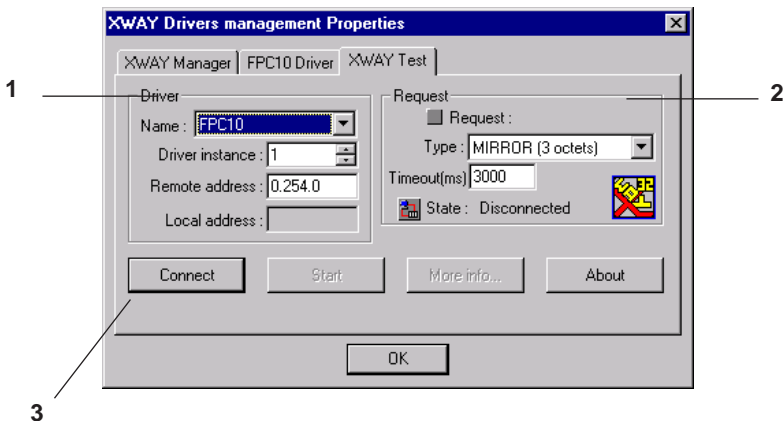 XWAY Drivers management Properties
XWAY Manager FPC10 Driver XWAY Test
1
2
Driver
Name : FPC10
Driver instance : 1
Remote address : 0.254.0
Local address :
Request
Request :
Type : MIRROR (3 octets)
Timeout(ms) 3000
State : Disconnected
Connect Start More info... About
OK
3